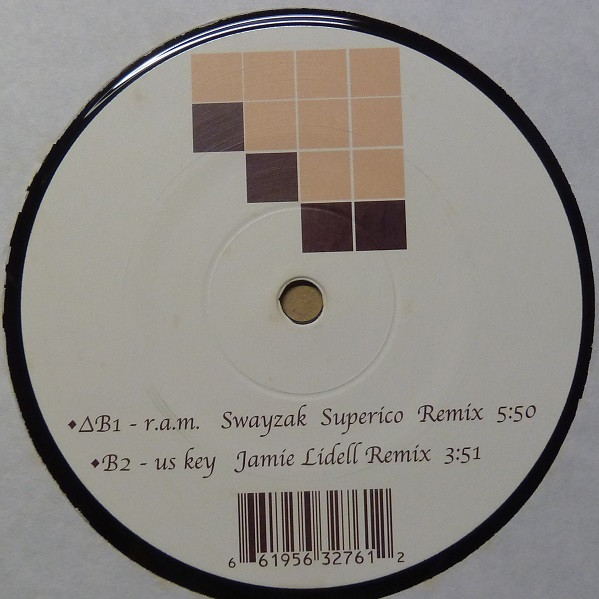 ♦ΔB1 - r.a.m. Swayzak Superico Remix 5:50
♦B2 - us key Jamie Lidell Remix 3:51
6 61956 32761 2